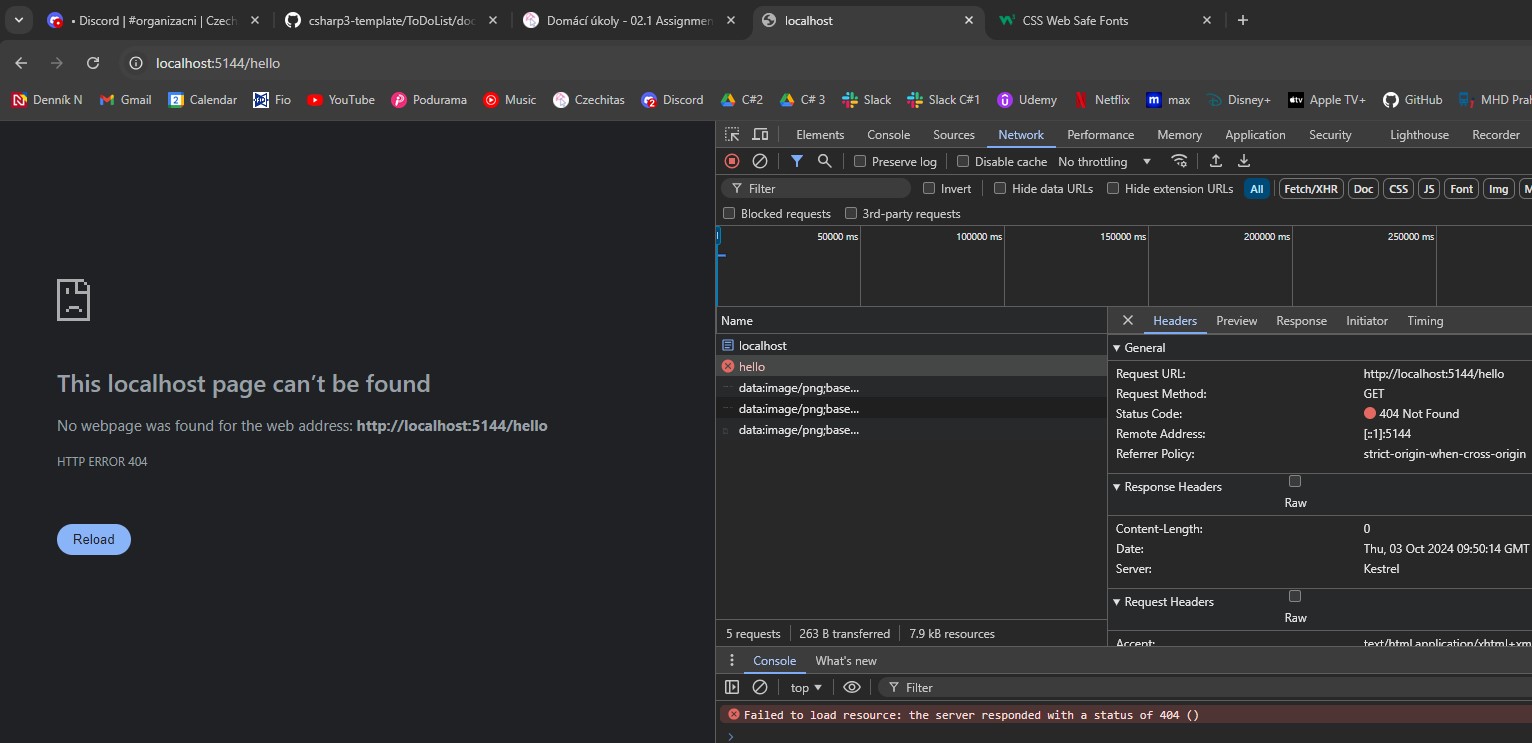 • Discord | #organizacni | Czech
csharp3-template/ToDoList/doc
Domácí úkoly - 02.1 Assignmen
localhost
CSS Web Safe Fonts
localhost:5144/hello
Denník N
Gmail
Calendar
Fio
YouTube
Podurama
Music
Czechitas
Discord
C#2
C# 3
Slack
Slack C#1
Udemy
Netflix
max
Disney+
Apple TV+
GitHub
MHD Prah
This localhost page can’t be found
No webpage was found for the web address: http://localhost:5144/hello
HTTP ERROR 404
Reload
Elements Console Sources Network Performance Memory Application Security Lighthouse Recorder
Preserve log Disable cache No throttling
Filter Invert Hide data URLs Hide extension URLs All Fetch/XHR Doc CSS JS Font Img M
Blocked requests 3rd-party requests
50000 ms 100000 ms 150000 ms 200000 ms 250000 ms
Name
localhost
hello
data:image/png;base...
data:image/png;base...
data:image/png;base...
5 requests 263 B transferred 7.9 kB resources
Headers Preview Response Initiator Timing
General
Request URL: http://localhost:5144/hello
Request Method: GET
Status Code: 404 Not Found
Remote Address: [::1]:5144
Referrer Policy: strict-origin-when-cross-origin
Response Headers
Raw
Content-Length: 0
Date: Thu, 03 Oct 2024 09:50:14 GMT
Server: Kestrel
Request Headers
Raw
Accept: text/html,application/xhtml+xm
Console What's new
top Filter
Failed to load resource: the server responded with a status of 404 ()